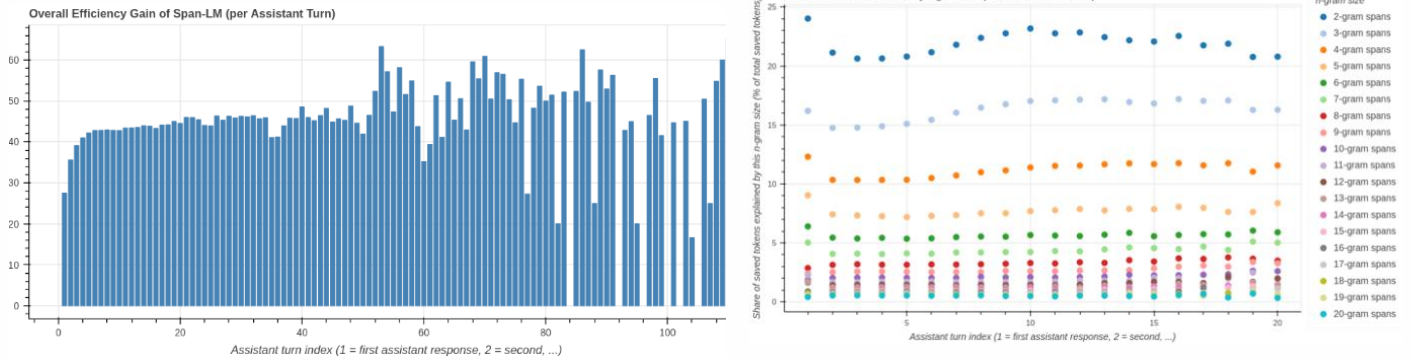 Overall Efficiency Gain of Span-LM (per Assistant Turn)
60
50
40
30
20
10
0
0
20
40
60
80
100
Assistant turn index (1 = first assistant response, 2 = second, ...)
Share of saved tokens explained by this n-gram size (% of total saved tokens
25
20
15
10
5
0
5
10
15
20
Assistant turn index (1 = first assistant response, 2 = second, ...)
n-gram size
2-gram spans
3-gram spans
4-gram spans
5-gram spans
6-gram spans
7-gram spans
8-gram spans
9-gram spans
10-gram spans
11-gram spans
12-gram spans
13-gram spans
14-gram spans
15-gram spans
16-gram spans
17-gram spans
18-gram spans
19-gram spans
20-gram spans